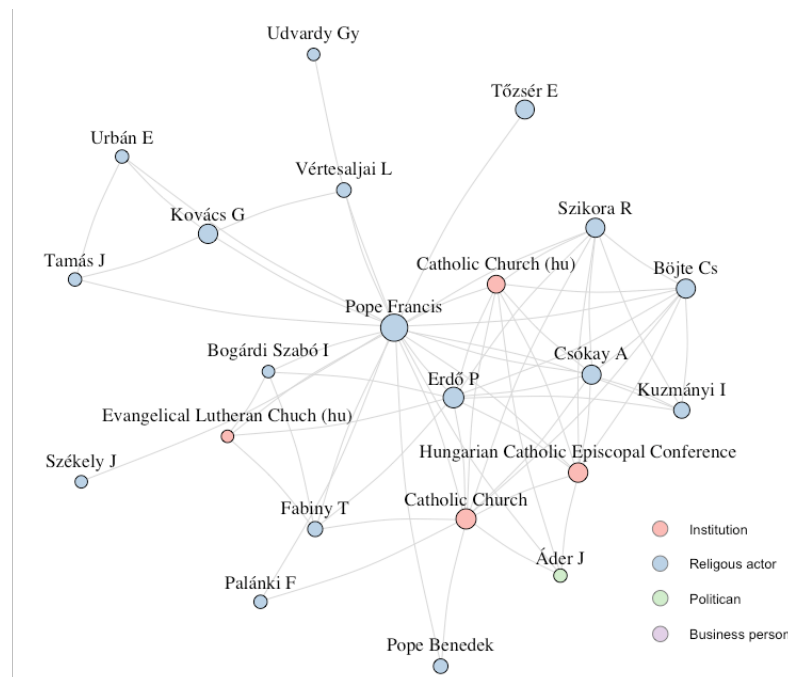 Udvardy Gy
Tőzsér E
Urbán E
Vértesaljai L
Kovács G
Szikora R
Tamás J
Catholic Church (hu)
Böjte Cs
Pope Francis
Bogárdi Szabó I
Csókay A
Erdő P
Kuzmányi I
Evangelical Lutheran Chuch (hu)
Székely J
Hungarian Catholic Episcopal Conference
Catholic Church
Fabiny T
Institution
Áder J
Religous actor
Palánki F
Politican
Business person
Pope Benedek